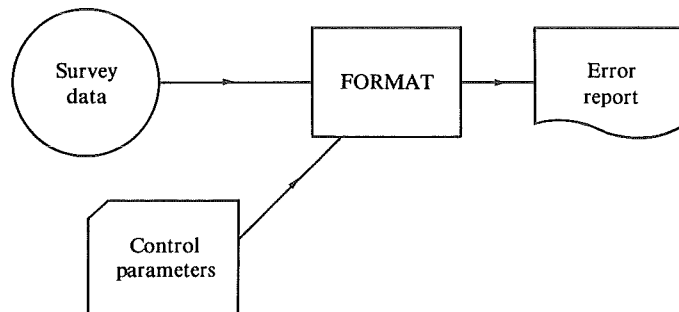 Survey
data
FORMAT
Error
report
Control
parameters